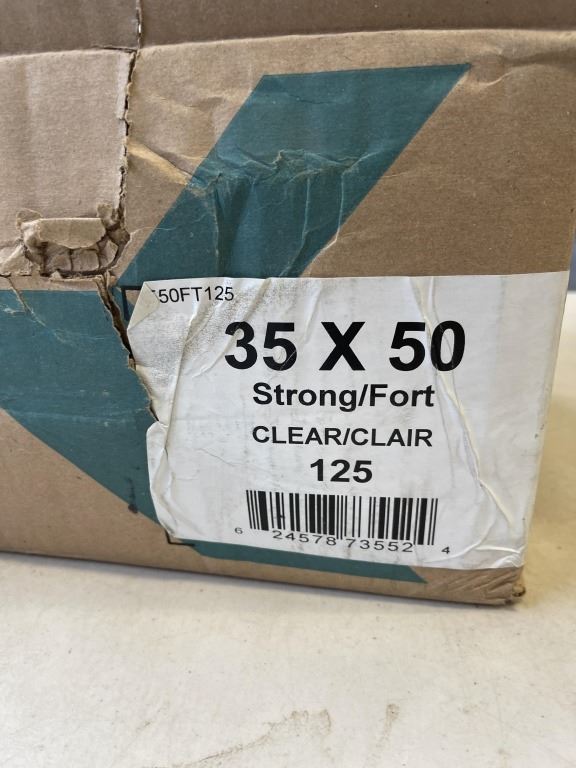 50FT125
35 X 50
Strong/Fort
CLEAR/CLAIR
125
6 24578 73552 4